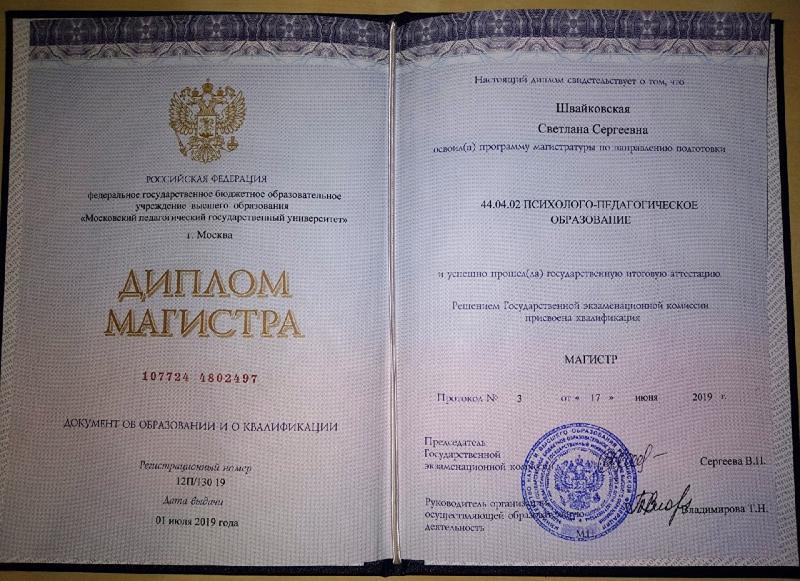 РОССИЙСКАЯ ФЕДЕРАЦИЯ
федеральное государственное бюджетное образовательное
учреждение высшего образования
«Московский педагогический государственный университет»
г. Москва
ДИПЛОМ
МАГИСТРА
107724 4802497
ДОКУМЕНТ ОБ ОБРАЗОВАНИИ И О КВАЛИФИКАЦИИ
Регистрационный номер
12П/130 19
Дата выдачи
01 июля 2019 года
Настоящий диплом свидетельствует о том, что
Швайковская
Светлана Сергеевна
освоил(а) программу магистратуры по направлению подготовки
44.04.02 ПСИХОЛОГО-ПЕДАГОГИЧЕСКОЕ
ОБРАЗОВАНИЕ
и успешно прошел(ла) государственную итоговую аттестацию
Решением Государственной экзаменационной комиссии
присвоена квалификация
МАГИСТР
Протокол № 3 от « 17 » июня 2019 г.
Председатель
Государственной
экзаменационной
Сергеева В.П.
Руководитель
осуществляющей
деятельность
Владимирова Т.Н.
М.П.